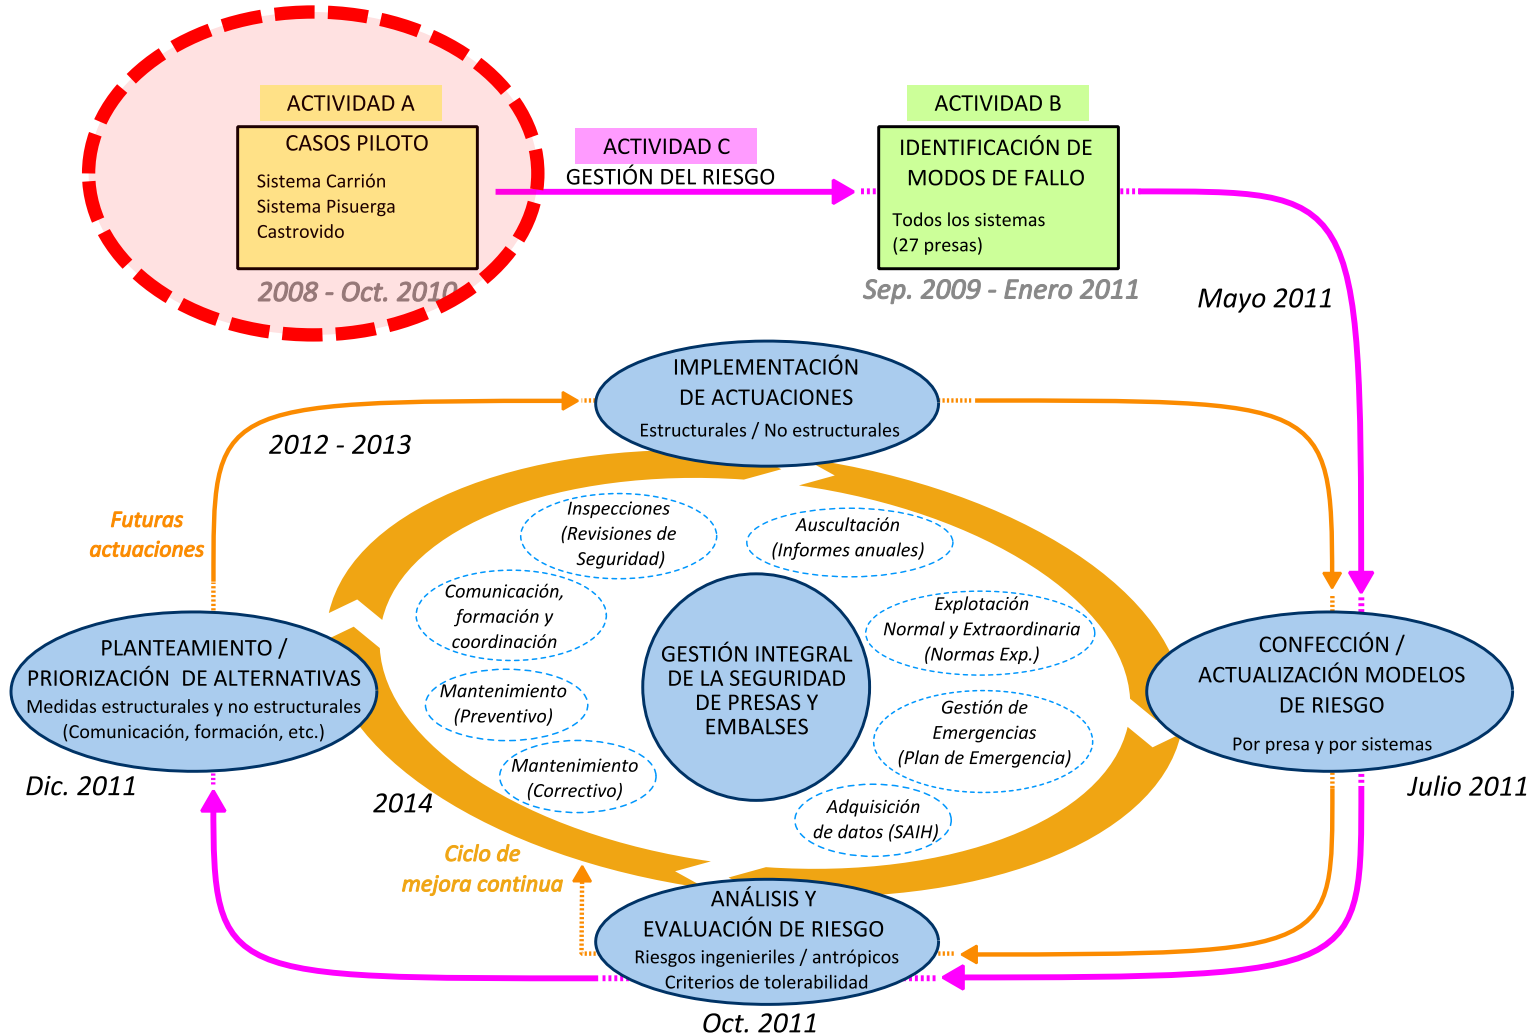 ACTIVIDAD A
CASOS PILOTO
Sistema Carrión
Sistema Pisuerga
Castrovido
2008 - Oct. 2010
ACTIVIDAD C
GESTIÓN DEL RIESGO
ACTIVIDAD B
IDENTIFICACIÓN DE
MODOS DE FALLO
Todos los sistemas
(27 presas)
Sep. 2009 - Enero 2011
Mayo 2011
IMPLEMENTACIÓN
DE ACTUACIONES
Estructurales / No estructurales
2012 - 2013
Futuras
actuaciones
Inspecciones
(Revisiones de
Seguridad)
Auscultación
(Informes anuales)
Comunicación,
formación y
coordinación
Explotación
Normal y Extraordinaria
(Normas Exp.)
Mantenimiento
(Preventivo)
Gestión de
Emergencias
(Plan de Emergencia)
Mantenimiento
(Correctivo)
Adquisición
de datos (SAIH)
GESTIÓN INTEGRAL
DE LA SEGURIDAD
DE PRESAS Y
EMBALSES
PLANTEAMIENTO /
PRIORIZACIÓN DE ALTERNATIVAS
Medidas estructurales y no estructurales
(Comunicación, formación, etc.)
Dic. 2011
CONFECCIÓN /
ACTUALIZACIÓN MODELOS
DE RIESGO
Por presa y por sistemas
Julio 2011
2014
Ciclo de
mejora continua
ANÁLISIS Y
EVALUACIÓN DE RIESGO
Riesgos ingenieriles / antrópicos
Criterios de tolerabilidad
Oct. 2011